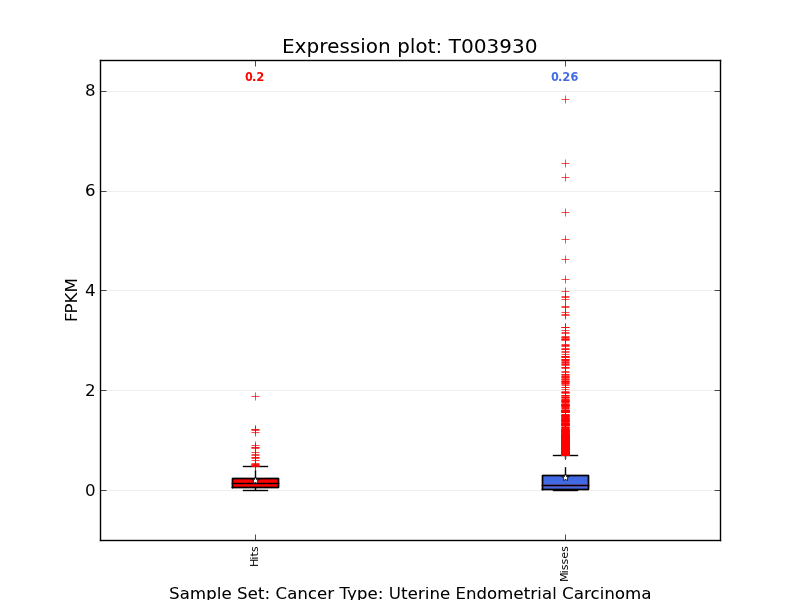 Expression plot: T003930
0.2
0.26
8
6
4
2
0
FPKM
Hits
Misses
Sample Set: Cancer Type: Uterine Endometrial Carcinoma